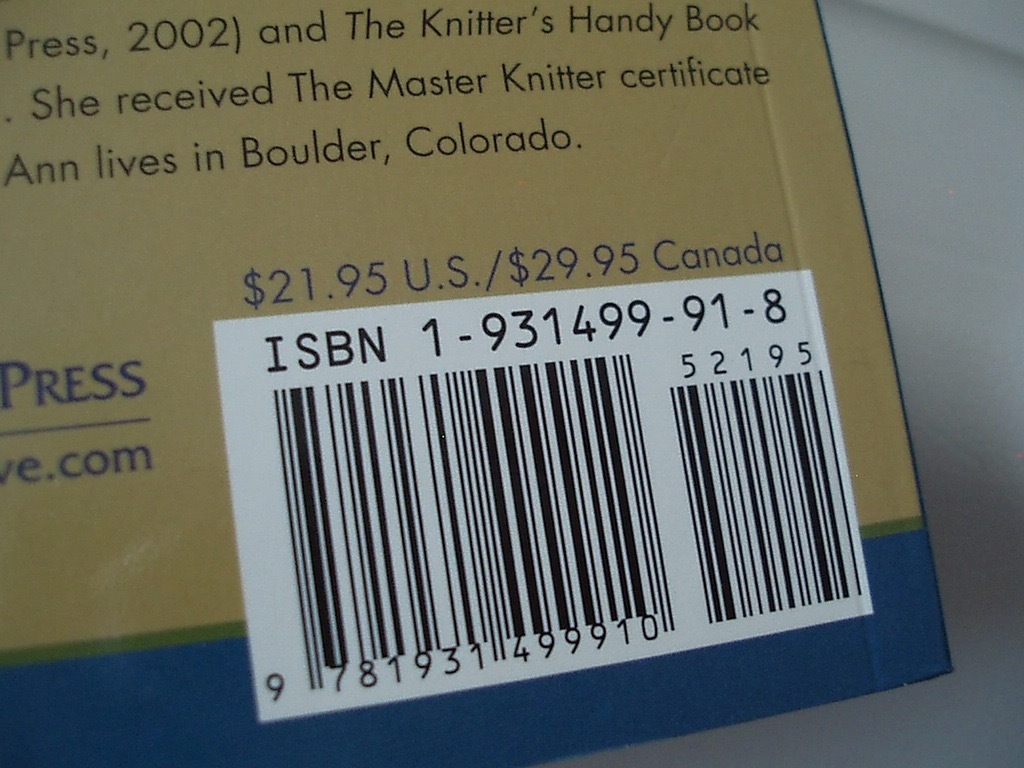 Press, 2002) and The Knitter's Handy Book
. She received The Master Knitter certificate
Ann lives in Boulder, Colorado.
$21.95 U.S./$29.95 Canada
ISBN 1-931499-91-8
52195
PRESS
ve.com
9 781931 499910